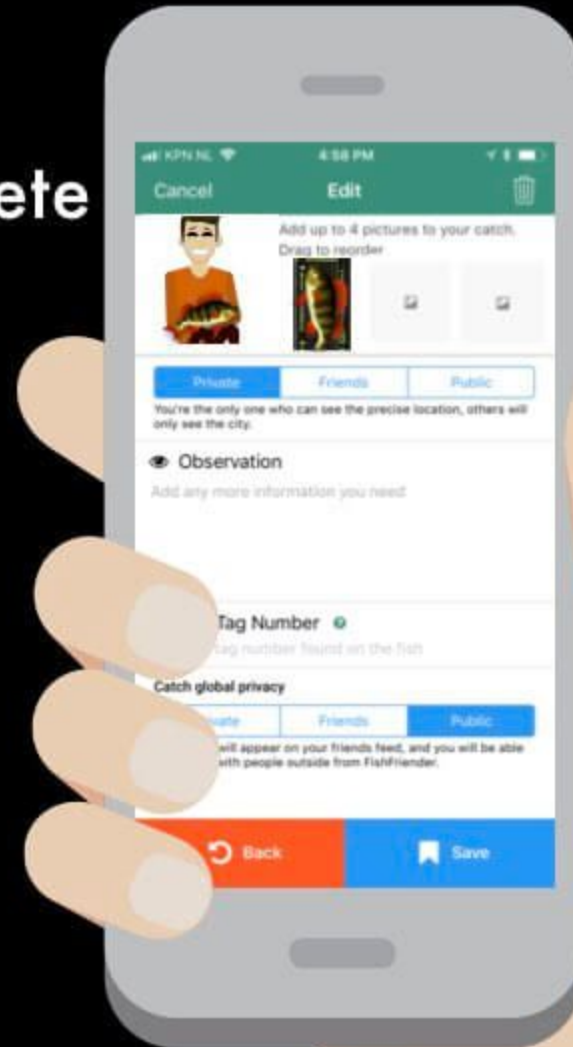 ete
KPN NL 4:58 PM
Cancel Edit
Add up to 4 pictures to your catch.
Drag to reorder
Private Friends Public
You're the only one who can see the precise location, others will
only see the city.
Observation
Add any more information you need
Tag Number
tag number found on the fish
Catch global privacy
vate Friends Public
will appear on your friends feed, and you will be able
with people outside from FishFriender.
Back Save